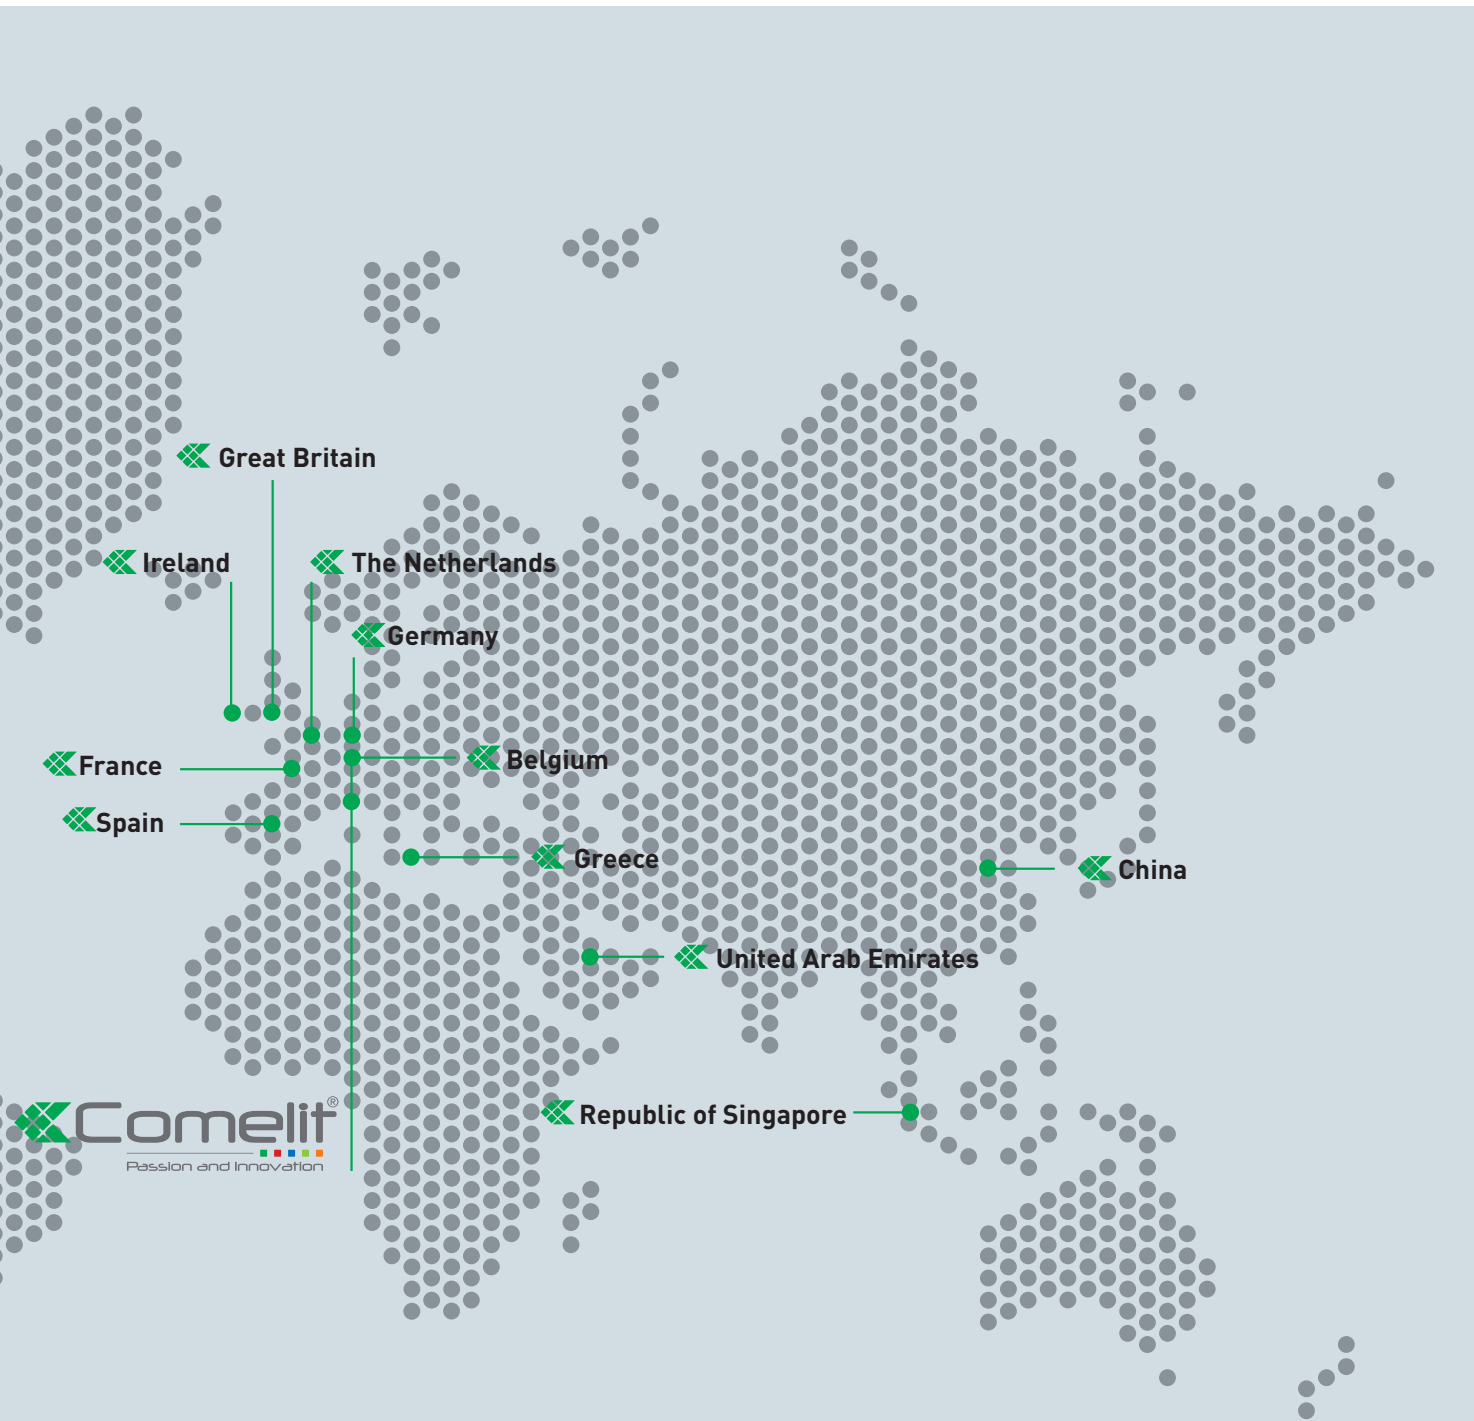 Great Britain
Ireland
The Netherlands
Germany
France
Belgium
Spain
Greece
China
United Arab Emirates
Comelit®
Republic of Singapore
Passion and Innovation